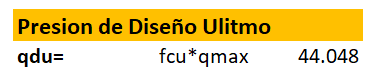 Presion de Diseño Ulitmo
qdu= fcu*qmax 44.048